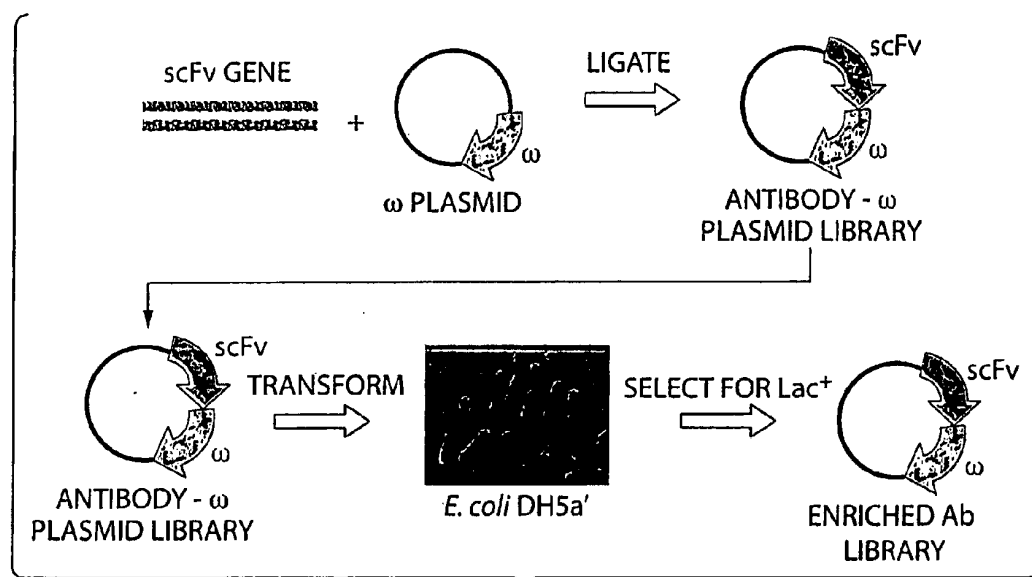 scFv GENE
+
ω
ω PLASMID
LIGATE
scFv
ω
ANTIBODY - ω
PLASMID LIBRARY
scFv
ω
ANTIBODY - ω
PLASMID LIBRARY
TRANSFORM
E. coli DH5a'
SELECT FOR Lac⁺
scFv
ω
ENRICHED Ab
LIBRARY